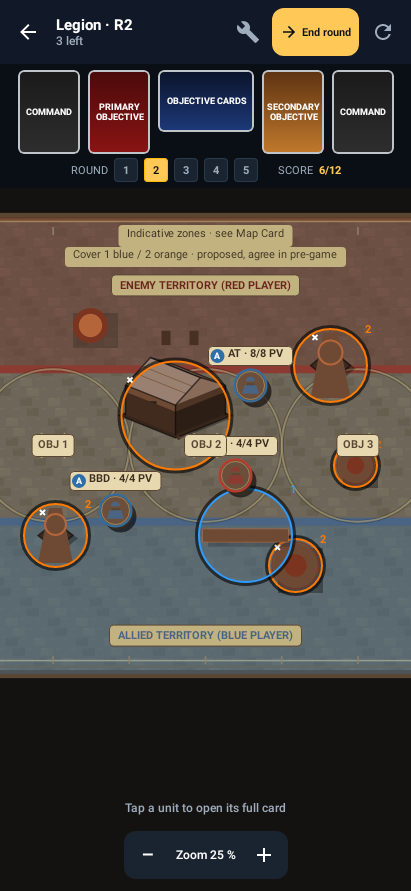 Legion · R2
3 left
End round
COMMAND
PRIMARY
OBJECTIVE
OBJECTIVE CARDS
SECONDARY
OBJECTIVE
COMMAND
ROUND 1 2 3 4 5 SCORE 6/12
Indicative zones · see Map Card
Cover 1 blue / 2 orange · proposed, agree in pre-game
ENEMY TERRITORY (RED PLAYER)
2
A AT · 8/8 PV
OBJ 1
OBJ 2
· 4/4 PV
OBJ 3
A BBD · 4/4 PV
2
2
ALLIED TERRITORY (BLUE PLAYER)
Tap a unit to open its full card
Zoom 25 %